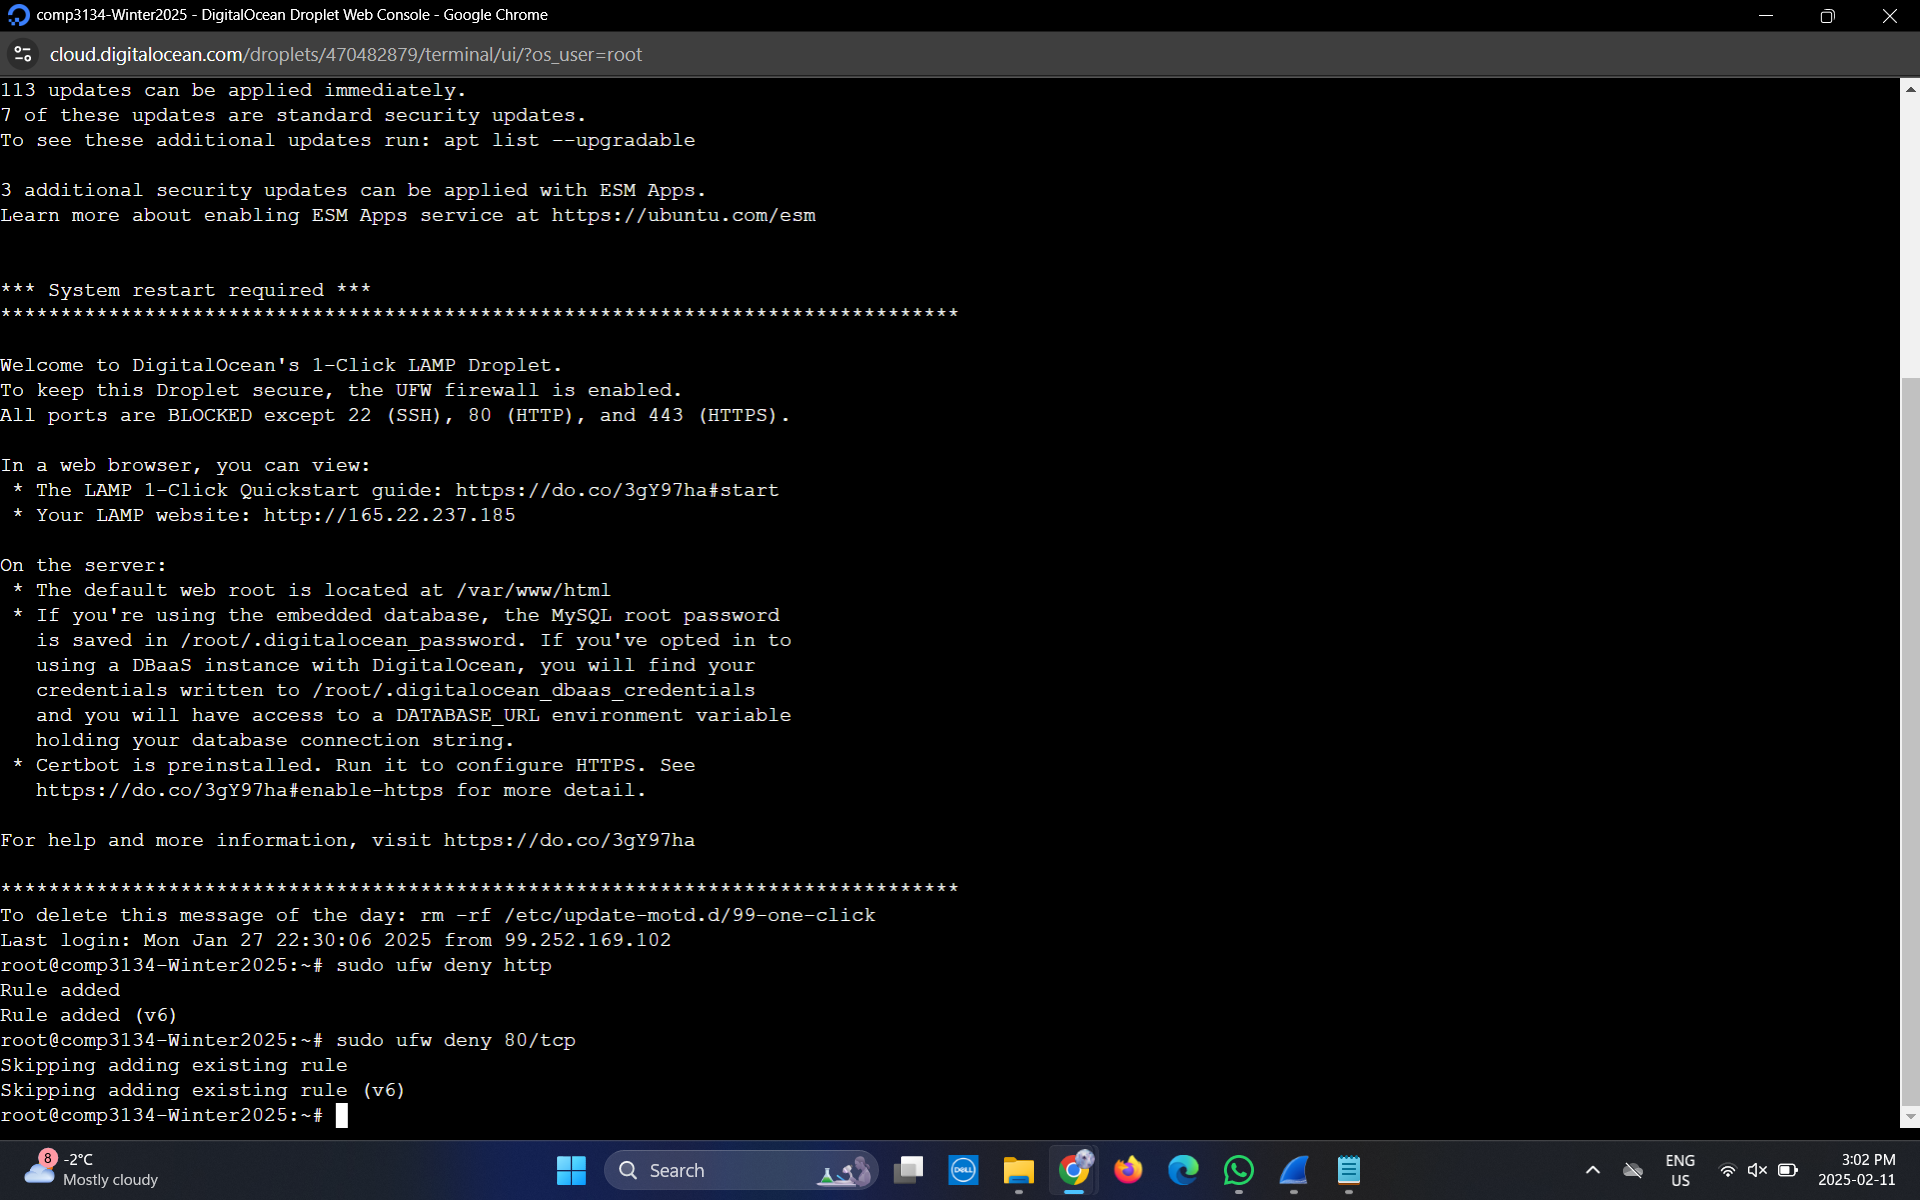 comp3134-Winter2025 - DigitalOcean Droplet Web Console - Google Chrome
cloud.digitalocean.com/droplets/470482879/terminal/ui/?os_user=root
113 updates can be applied immediately.
7 of these updates are standard security updates.
To see these additional updates run: apt list --upgradable
3 additional security updates can be applied with ESM Apps.
Learn more about enabling ESM Apps service at https://ubuntu.com/esm
*** System restart required ***
********************************************************************************
Welcome to DigitalOcean's 1-Click LAMP Droplet.
To keep this Droplet secure, the UFW firewall is enabled.
All ports are BLOCKED except 22 (SSH), 80 (HTTP), and 443 (HTTPS).
In a web browser, you can view:
* The LAMP 1-Click Quickstart guide: https://do.co/3gY97ha#start
* Your LAMP website: http://165.22.237.185
On the server:
* The default web root is located at /var/www/html
* If you're using the embedded database, the MySQL root password
is saved in /root/.digitalocean_password. If you've opted in to
using a DBaaS instance with DigitalOcean, you will find your
credentials written to /root/.digitalocean_dbaas_credentials
and you will have access to a DATABASE_URL environment variable
holding your database connection string.
* Certbot is preinstalled. Run it to configure HTTPS. See
https://do.co/3gY97ha#enable-https for more detail.
For help and more information, visit https://do.co/3gY97ha
********************************************************************************
To delete this message of the day: rm -rf /etc/update-motd.d/99-one-click
Last login: Mon Jan 27 22:30:06 2025 from 99.252.169.102
root@comp3134-Winter2025:~# sudo ufw deny http
Rule added
Rule added (v6)
root@comp3134-Winter2025:~# sudo ufw deny 80/tcp
Skipping adding existing rule
Skipping adding existing rule (v6)
root@comp3134-Winter2025:~#
8
-2°C
Mostly cloudy
Search
DELL
ENG
US
3:02 PM
2025-02-11